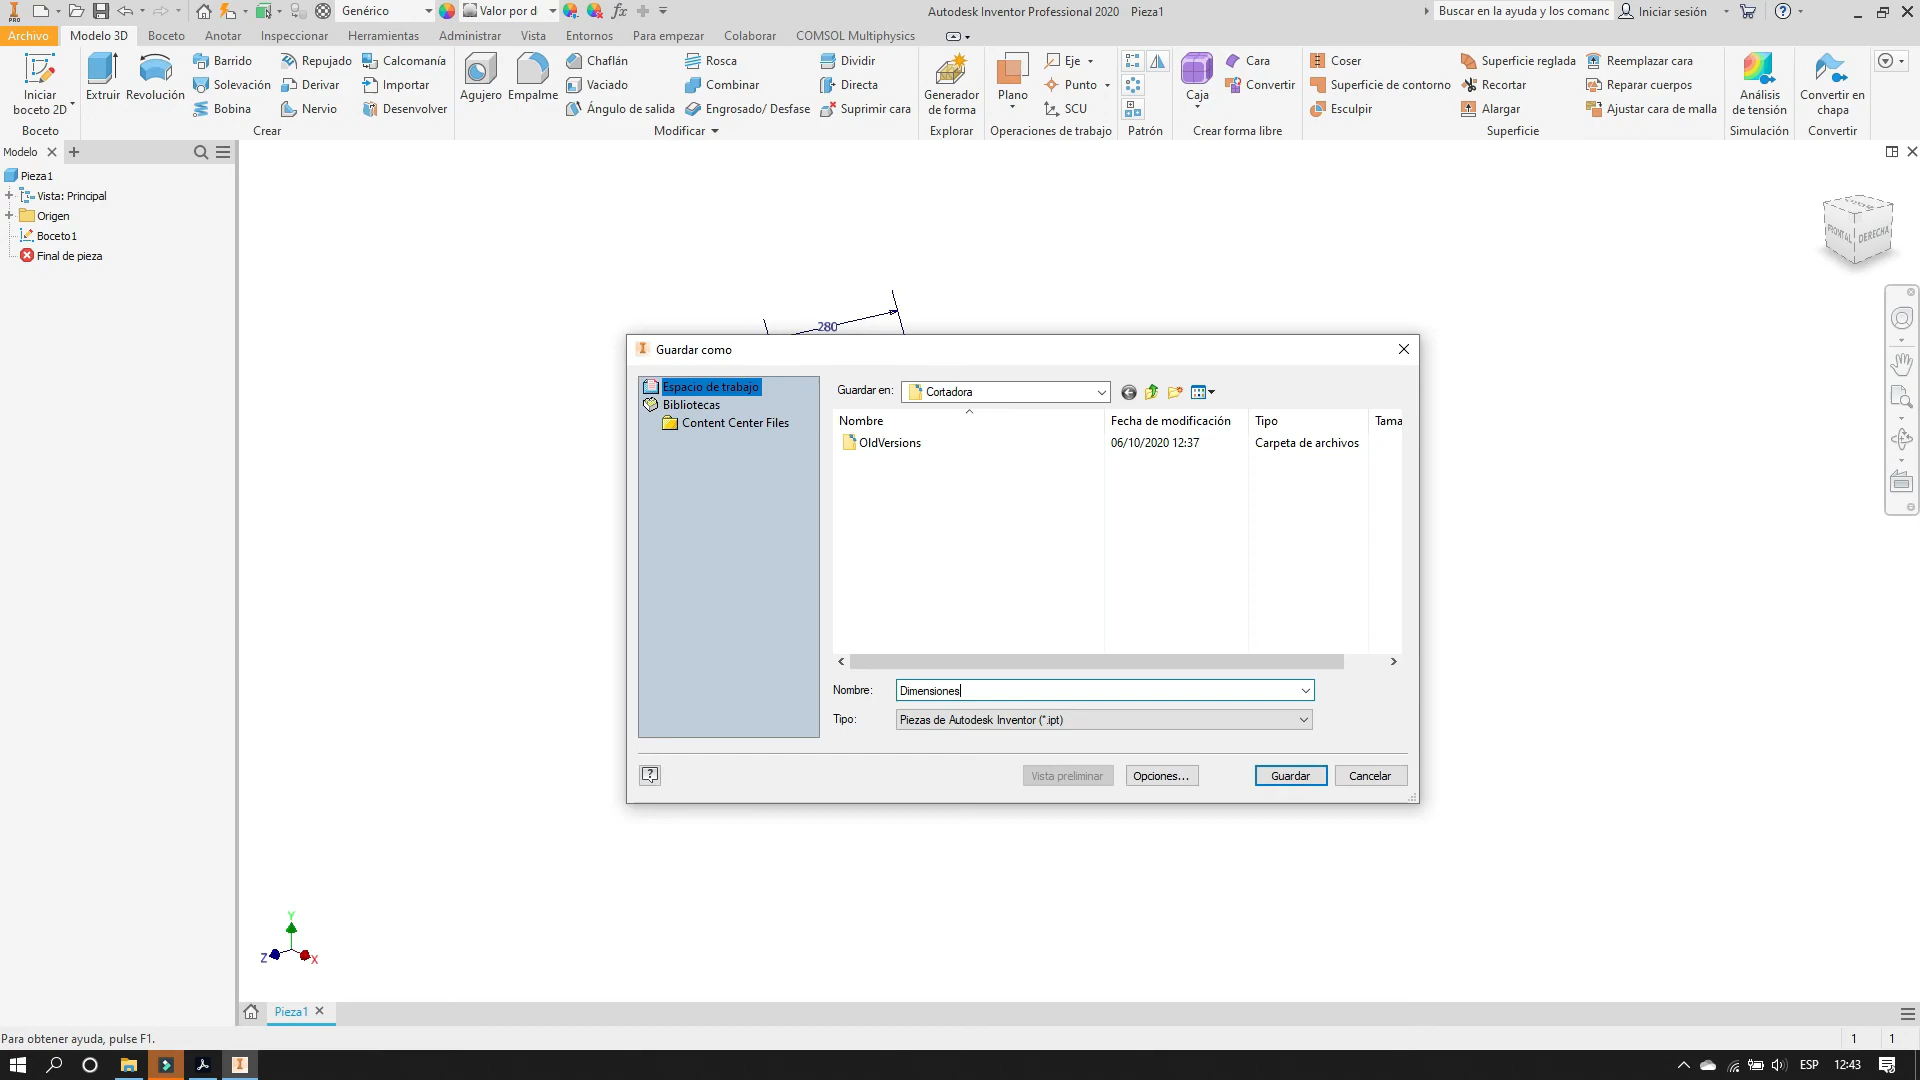 Genérico
Valor por d
Autodesk Inventor Professional 2020 Pieza1
Buscar en la ayuda y los comanc
Iniciar sesión
Archivo Modelo 3D Boceto Anotar Inspeccionar Herramientas Administrar Vista Entornos Para empezar Colaborar COMSOL Multiphysics
Iniciar
boceto 2D
Boceto
Extruir
Revolución
Barrido
Solevación
Bobina
Repujado
Derivar
Nervio
Calcomanía
Importar
Desenvolver
Crear
Agujero
Empalme
Chaflán
Vaciado
Ángulo de salida
Rosca
Combinar
Engrosado/ Desfase
Dividir
Directa
Suprimir cara
Modificar
Generador
de forma
Explorar
Plano
Eje
Punto
SCU
Operaciones de trabajo
Patrón
Caja
Cara
Convertir
Crear forma libre
Coser
Superficie de contorno
Esculpir
Superficie reglada
Recortar
Alargar
Reemplazar cara
Reparar cuerpos
Ajustar cara de malla
Superficie
Análisis
de tensión
Simulación
Convertir en
chapa
Convertir
Modelo
Pieza1
Vista: Principal
Origen
Boceto1
Final de pieza
FRONTAL
DERECHA
280
Guardar como
Espacio de trabajo
Bibliotecas
Content Center Files
Guardar en: Cortadora
Nombre Fecha de modificación Tipo Tama
OldVersions 06/10/2020 12:37 Carpeta de archivos
Nombre: Dimensiones
Tipo: Piezas de Autodesk Inventor (*.ipt)
Vista preliminar Opciones... Guardar Cancelar
Y
Z
X
Pieza1
Para obtener ayuda, pulse F1.
1 1
ESP 12:43